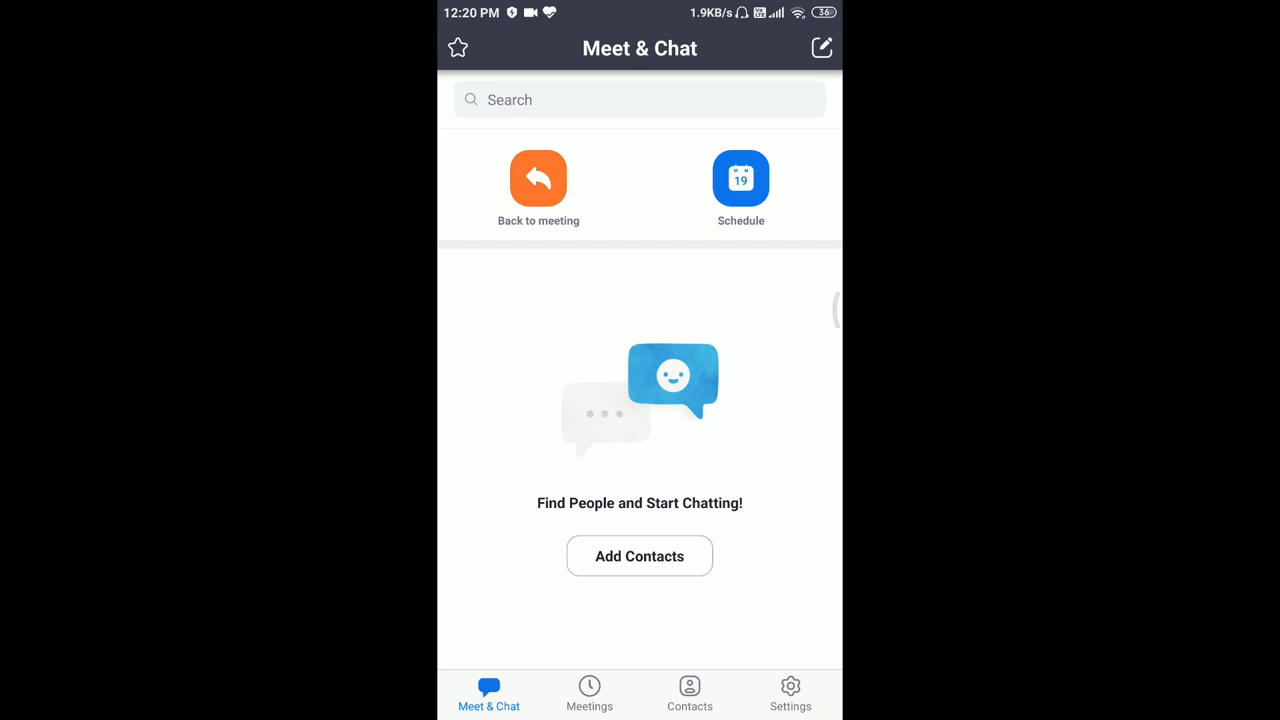 12:20 PM 1.9KB/s 36
Meet & Chat
Search
19
Back to meeting Schedule
Find People and Start Chatting!
Add Contacts
Meet & Chat Meetings Contacts Settings